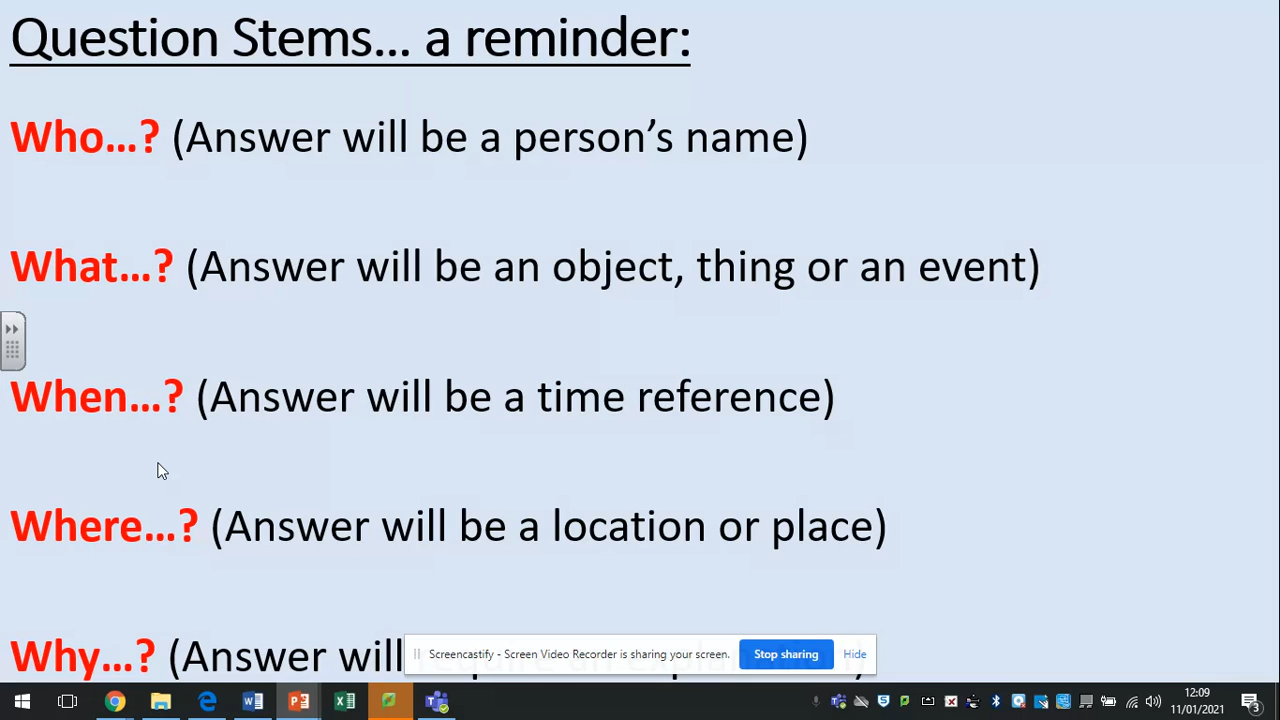 Question Stems... a reminder:
Who...? (Answer will be a person's name)
What...? (Answer will be an object, thing or an event)
When...? (Answer will be a time reference)
Where...? (Answer will be a location or place)
Why...? (Answer will
Screencastify - Screen Video Recorder is sharing your screen. Stop sharing Hide
12:09
11/01/2021
3